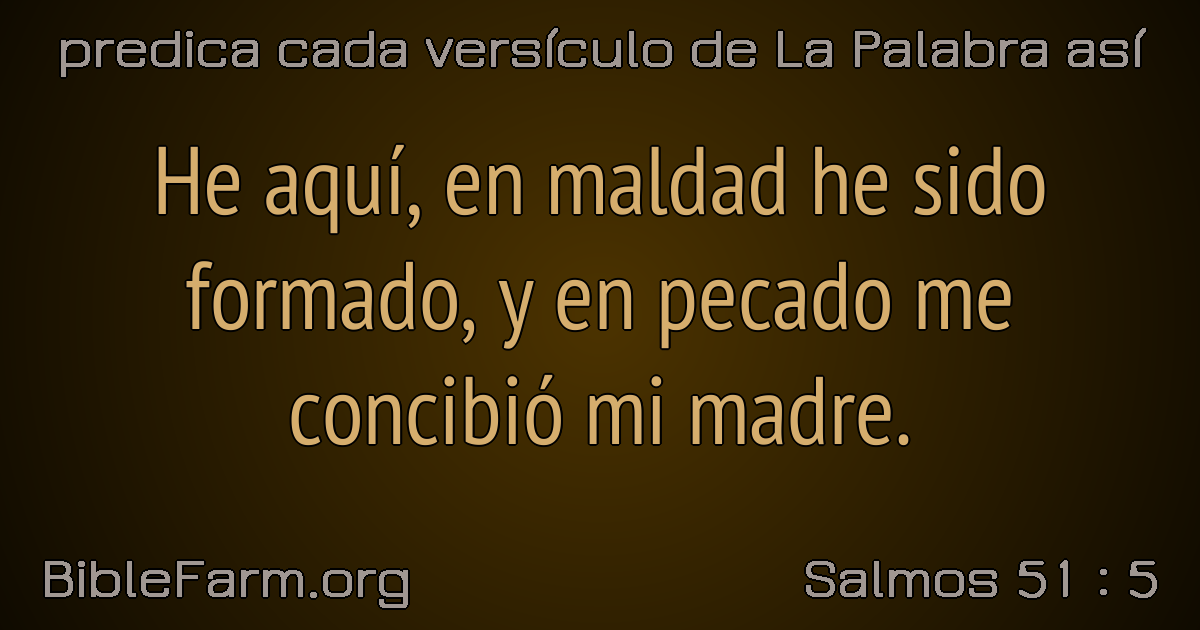 predica cada versículo de La Palabra así
He aquí, en maldad he sido
formado, y en pecado me
concibió mi madre.
BibleFarm.org
Salmos 51 : 5